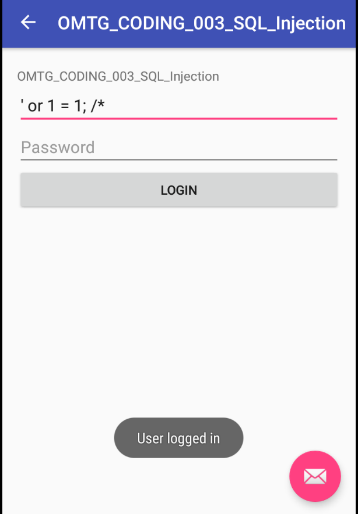 OMTG_CODING_003_SQL_Injection
OMTG_CODING_003_SQL_Injection
' or 1 = 1; /*
Password
LOGIN
User logged in